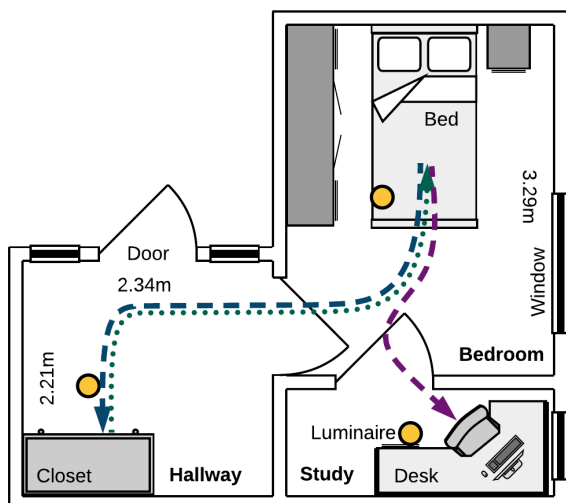 Bed
3.29m
Door
2.34m
Window
2.21m
Bedroom
Luminaire
Closet
Hallway
Study
Desk